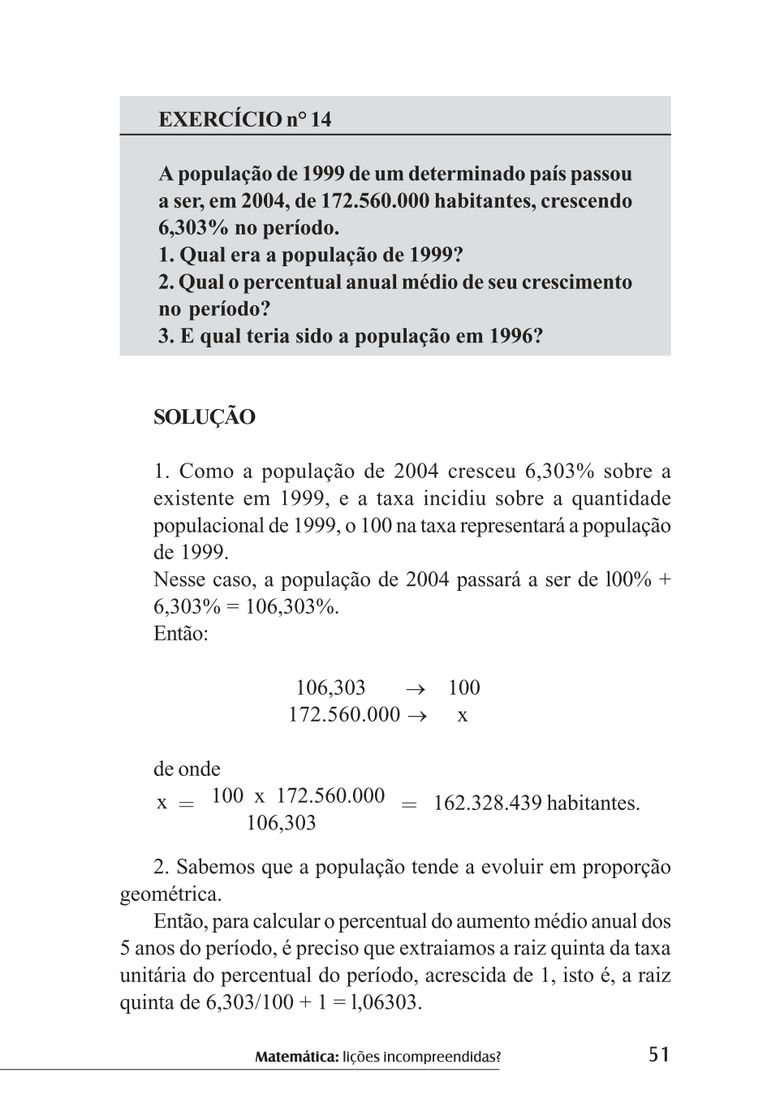 EXERCÍCIO n° 14
A população de 1999 de um determinado país passou
a ser, em 2004, de 172.560.000 habitantes, crescendo
6,303% no período.
1. Qual era a população de 1999?
2. Qual o percentual anual médio de seu crescimento
no período?
3. E qual teria sido a população em 1996?
SOLUÇÃO
1. Como a população de 2004 cresceu 6,303% sobre a
existente em 1999, e a taxa incidiu sobre a quantidade
populacional de 1999, o 100 na taxa representará a população
de 1999.
Nesse caso, a população de 2004 passará a ser de l00% +
6,303% = 106,303%.
Então:
106,303 → 100
172.560.000 → x
de onde
x = 100 x 172.560.000 = 162.328.439 habitantes.
106,303
2. Sabemos que a população tende a evoluir em proporção
geométrica.
Então, para calcular o percentual do aumento médio anual dos
5 anos do período, é preciso que extraiamos a raiz quinta da taxa
unitária do percentual do período, acrescida de 1, isto é, a raiz
quinta de 6,303/100 + 1 = l,06303.
Matemática: lições incompreendidas? 51